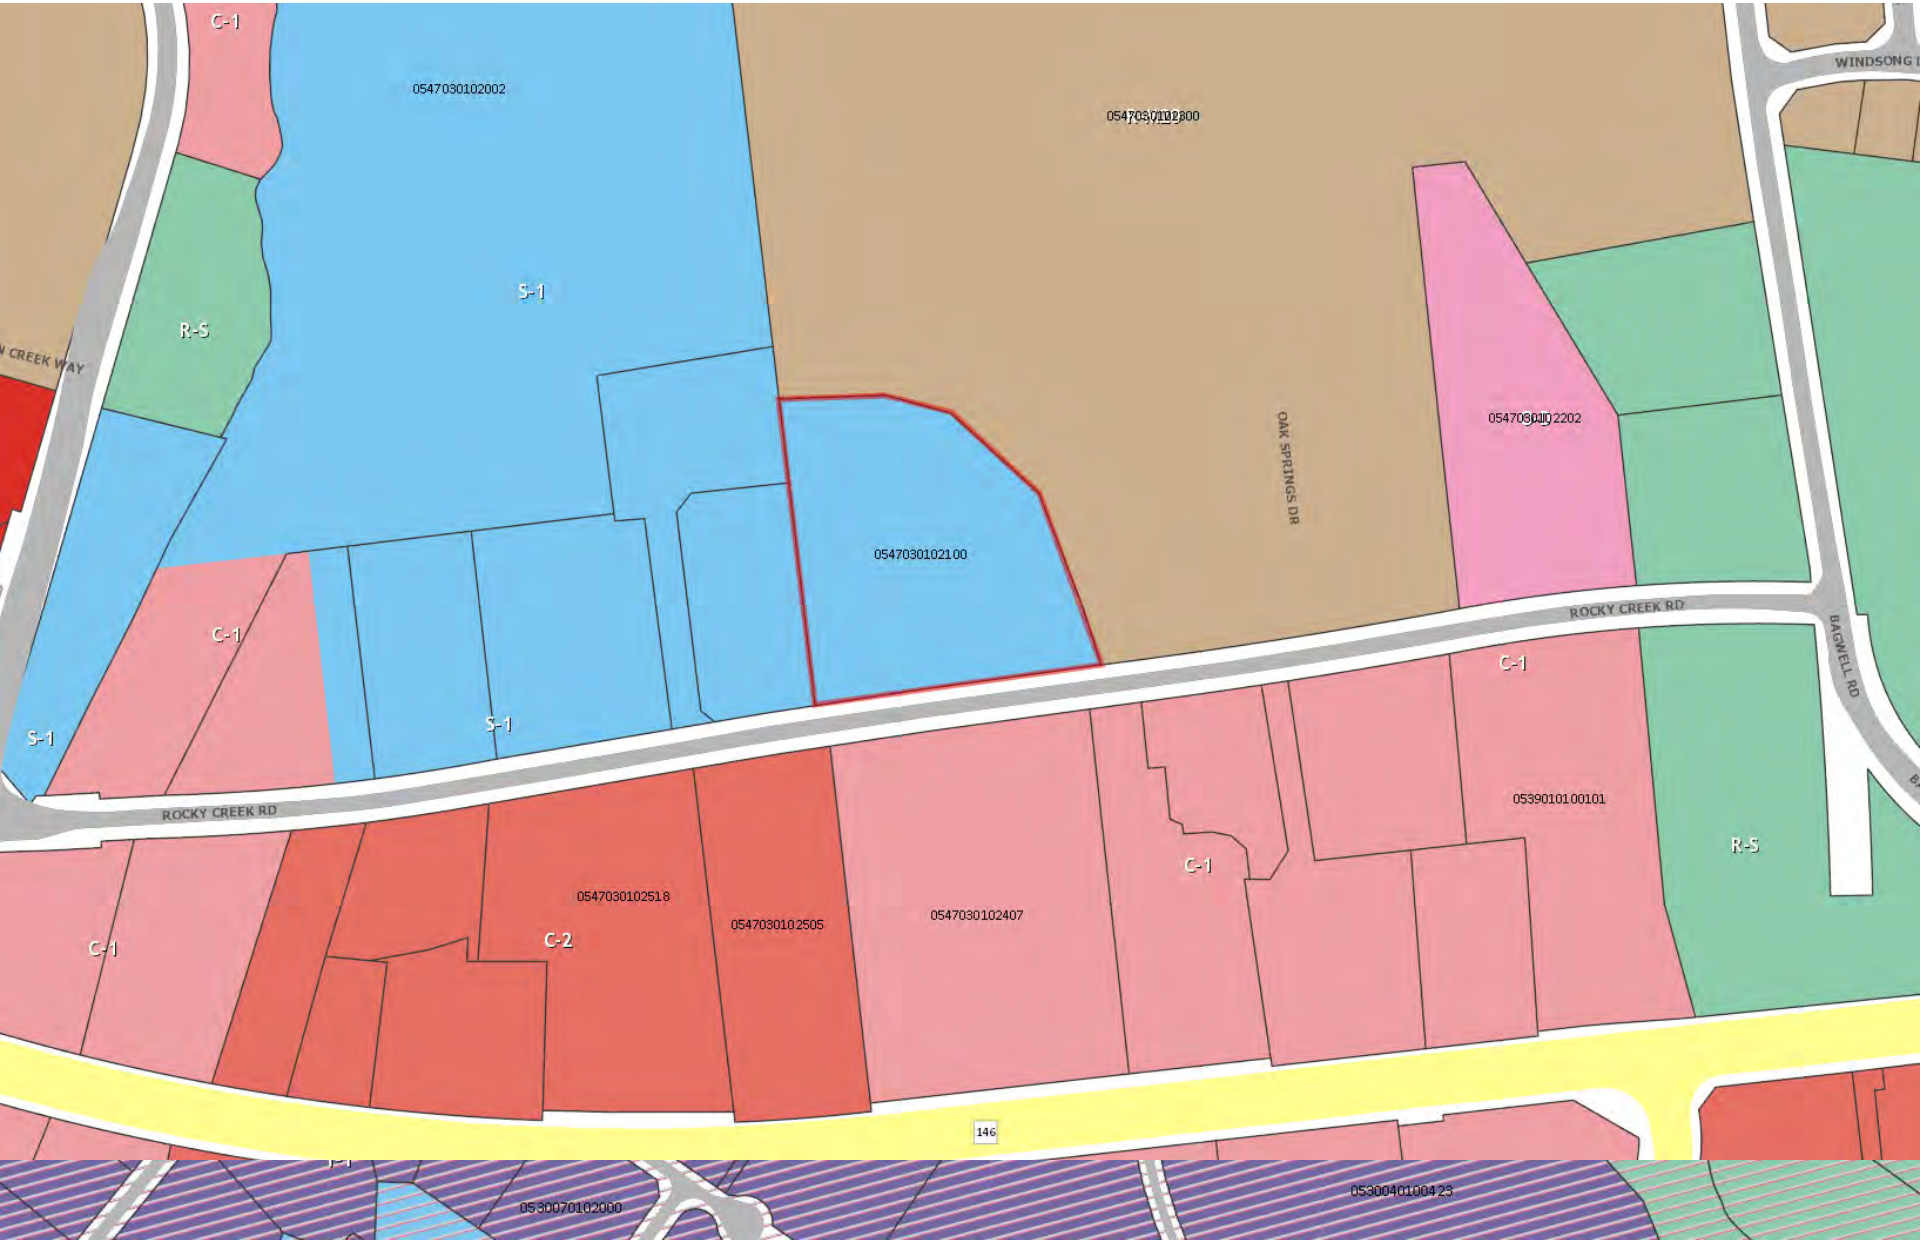 C-1
WINDSONG
0547030102002
S-1
R-S
N CREEK WAY
OAK SPRINGS DR
0547030102202
0547030102100
ROCKY CREEK RD
BAGWELL RD
C-1
C-1
S-1
S-1
ROCKY CREEK RD
0539010100101
R-S
C-1
0547030102518
0547030102505
0547030102407
C-2
C-1
146
0530040100423
0530070102000